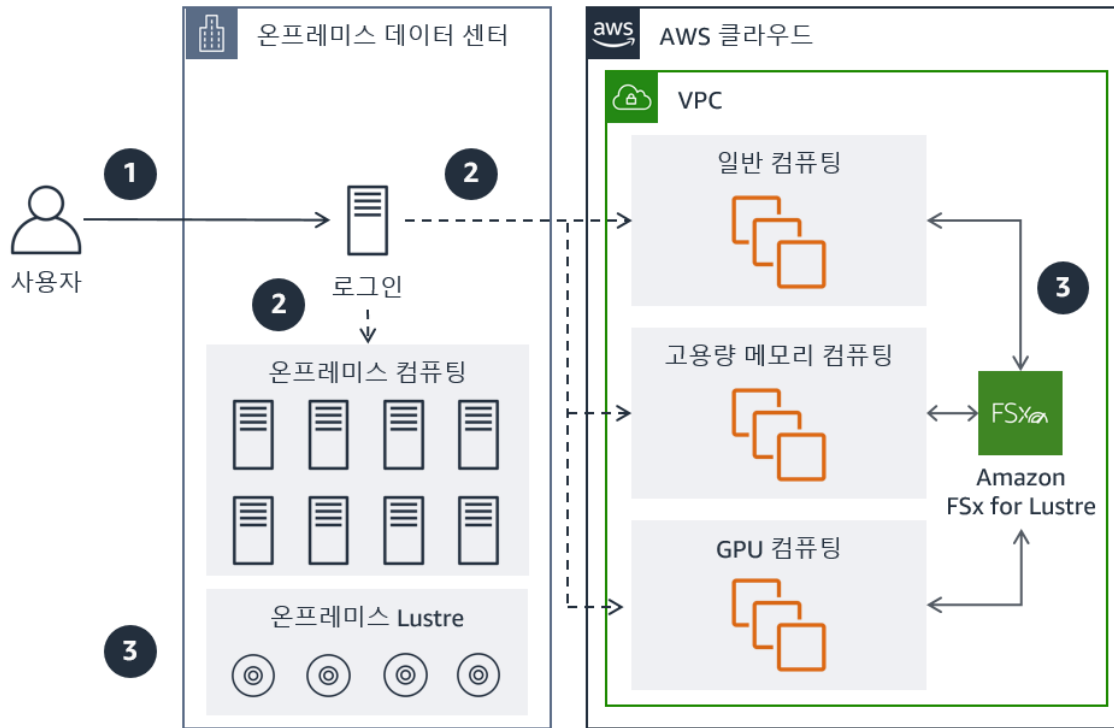 온프레미스 데이터 센터
aws
AWS 클라우드
VPC
1
2
일반 컴퓨팅
사용자
로그인
2
3
온프레미스 컴퓨팅
고용량 메모리 컴퓨팅
FSx
Amazon
FSx for Lustre
GPU 컴퓨팅
온프레미스 Lustre
3